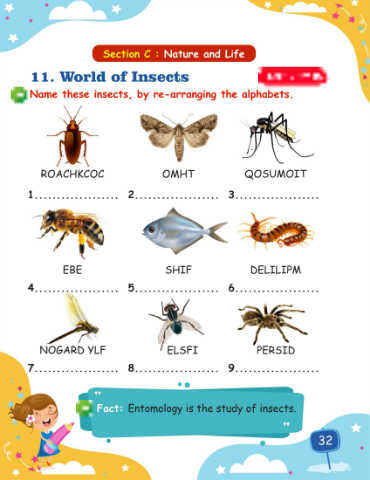 Section C : Nature and Life
11. World of Insects
Name these insects, by re-arranging the alphabets.
ROACHKCOC OMHT QOSUMOIT
1..................... 2..................... 3.....................
EBE SHIF DELILIPM
4..................... 5..................... 6.....................
NOGARD YLF ELSFI PERSID
7..................... 8..................... 9.....................
Fact: Entomology is the study of insects.
32